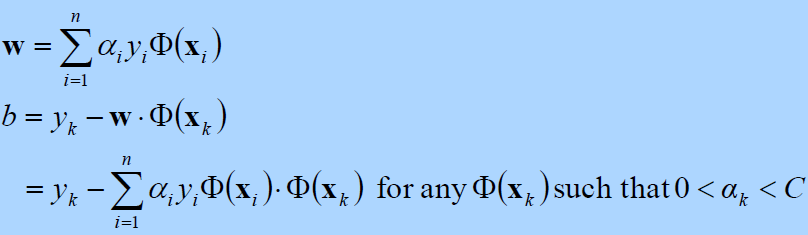 w = ∑_{i=1}^{n} α_i y_i Φ(x_i)
b = y_k − w · Φ(x_k)
= y_k − ∑_{i=1}^{n} α_i y_i Φ(x_i) · Φ(x_k) for any Φ(x_k) such that 0 < α_k < C